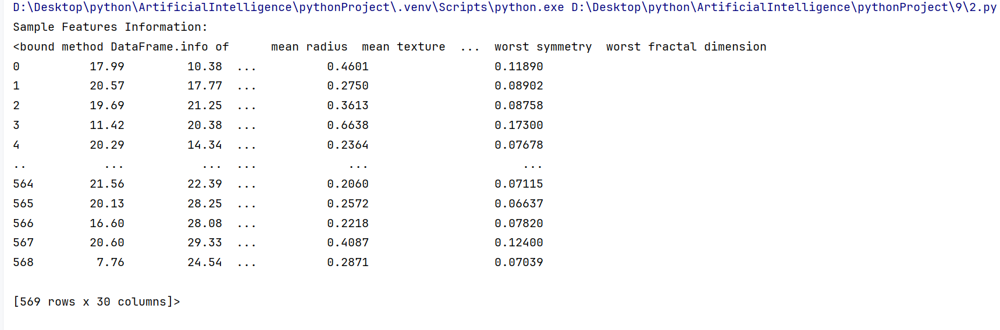 D:\Desktop\python\ArtificialIntelligence\pythonProject\.venv\Scripts\python.exe D:\Desktop\python\ArtificialIntelligence\pythonProject\9\2.py
Sample Features Information:
<bound method DataFrame.info of      mean radius  mean texture  ...  worst symmetry  worst fractal dimension
0          17.99         10.38  ...          0.4601                  0.11890
1          20.57         17.77  ...          0.2750                  0.08902
2          19.69         21.25  ...          0.3613                  0.08758
3          11.42         20.38  ...          0.6638                  0.17300
4          20.29         14.34  ...          0.2364                  0.07678
..           ...           ...  ...             ...                      ...
564        21.56         22.39  ...          0.2060                  0.07115
565        20.13         28.25  ...          0.2572                  0.06637
566        16.60         28.08  ...          0.2218                  0.07820
567        20.60         29.33  ...          0.4087                  0.12400
568         7.76         24.54  ...          0.2871                  0.07039
[569 rows x 30 columns]>